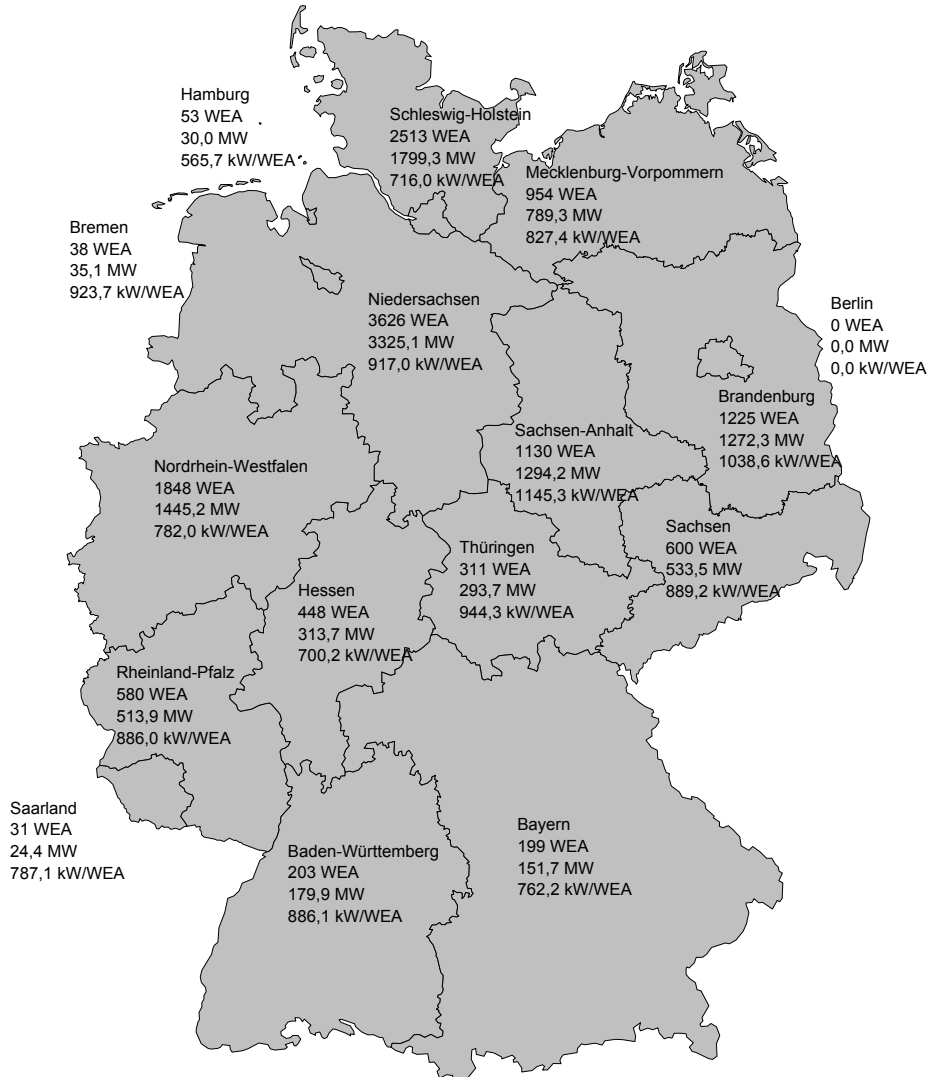 Hamburg
53 WEA
30,0 MW
565,7 kW/WEA
Schleswig-Holstein
2513 WEA
1799,3 MW
716,0 kW/WEA
Mecklenburg-Vorpommern
954 WEA
789,3 MW
827,4 kW/WEA
Bremen
38 WEA
35,1 MW
923,7 kW/WEA
Niedersachsen
3626 WEA
3325,1 MW
917,0 kW/WEA
Berlin
0 WEA
0,0 MW
0,0 kW/WEA
Brandenburg
1225 WEA
1272,3 MW
1038,6 kW/WEA
Sachsen-Anhalt
1130 WEA
1294,2 MW
1145,3 kW/WEA
Nordrhein-Westfalen
1848 WEA
1445,2 MW
782,0 kW/WEA
Sachsen
600 WEA
533,5 MW
889,2 kW/WEA
Thüringen
311 WEA
293,7 MW
944,3 kW/WEA
Hessen
448 WEA
313,7 MW
700,2 kW/WEA
Rheinland-Pfalz
580 WEA
513,9 MW
886,0 kW/WEA
Saarland
31 WEA
24,4 MW
787,1 kW/WEA
Baden-Württemberg
203 WEA
179,9 MW
886,1 kW/WEA
Bayern
199 WEA
151,7 MW
762,2 kW/WEA